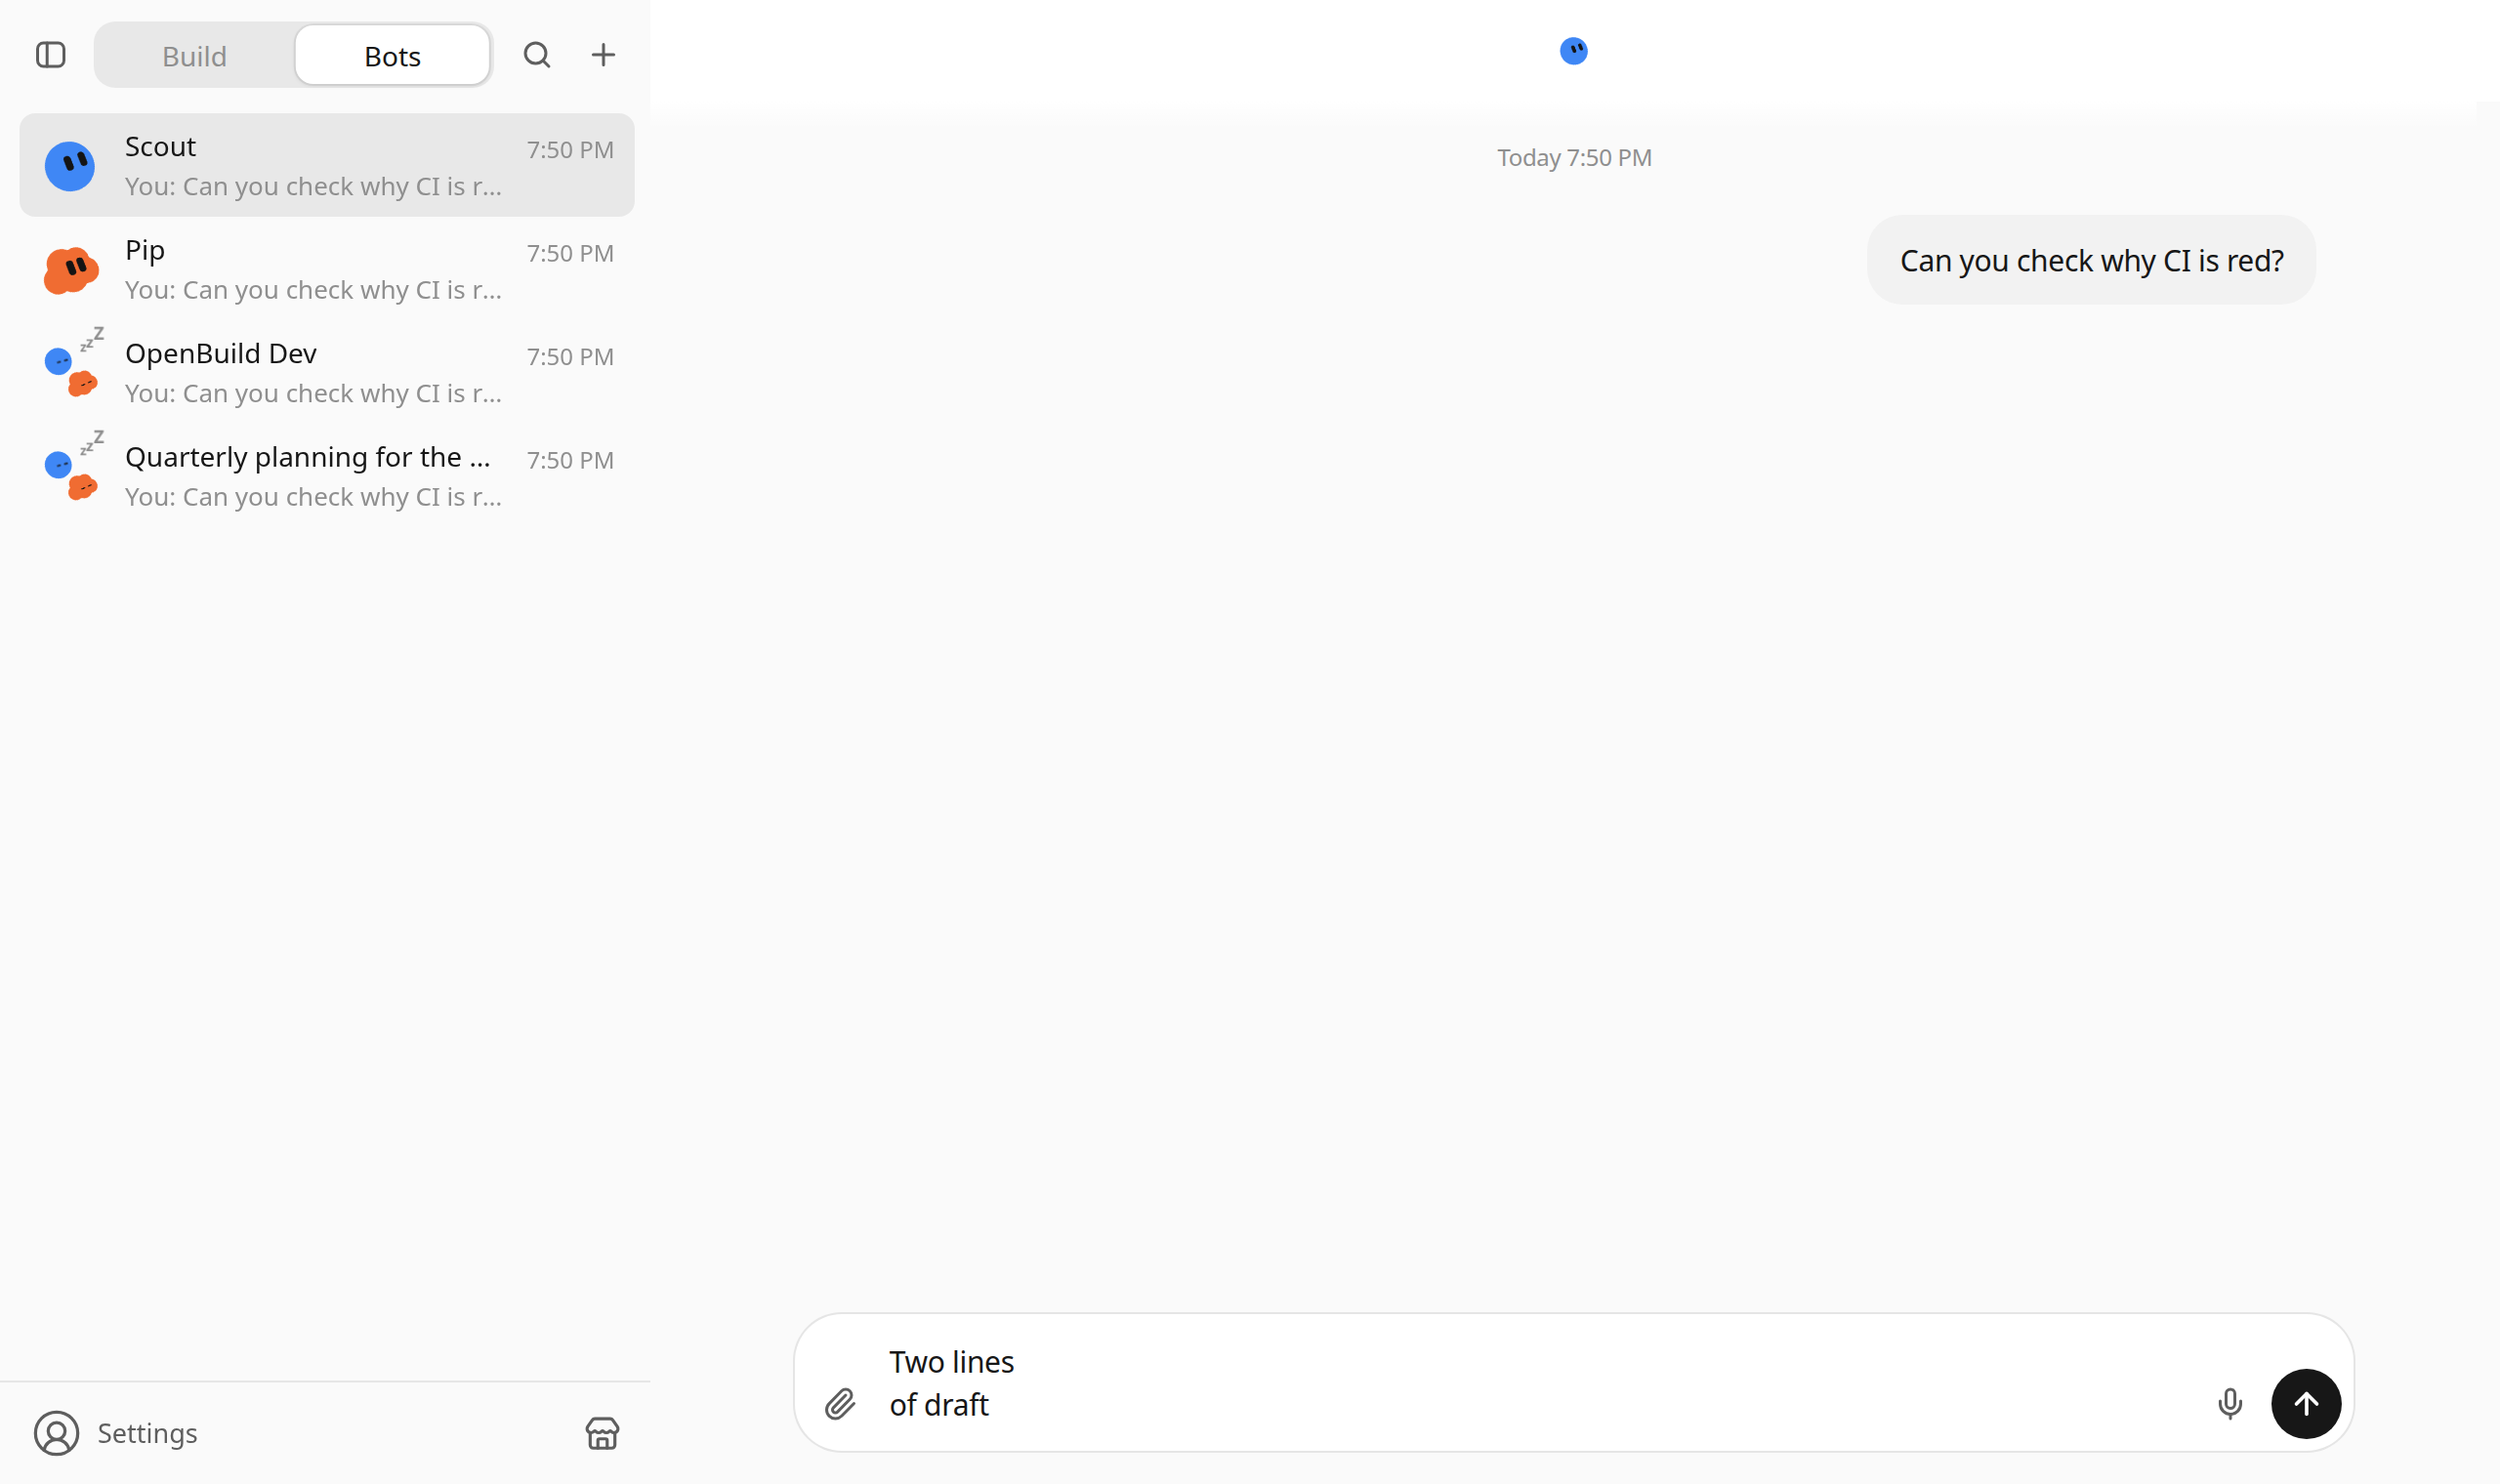 Build
Bots
Scout
7:50 PM
You: Can you check why CI is r...
Pip
7:50 PM
You: Can you check why CI is r...
zzZ
OpenBuild Dev
7:50 PM
You: Can you check why CI is r...
zzZ
Quarterly planning for the ...
7:50 PM
You: Can you check why CI is r...
Settings
Today 7:50 PM
Can you check why CI is red?
Two lines
of draft